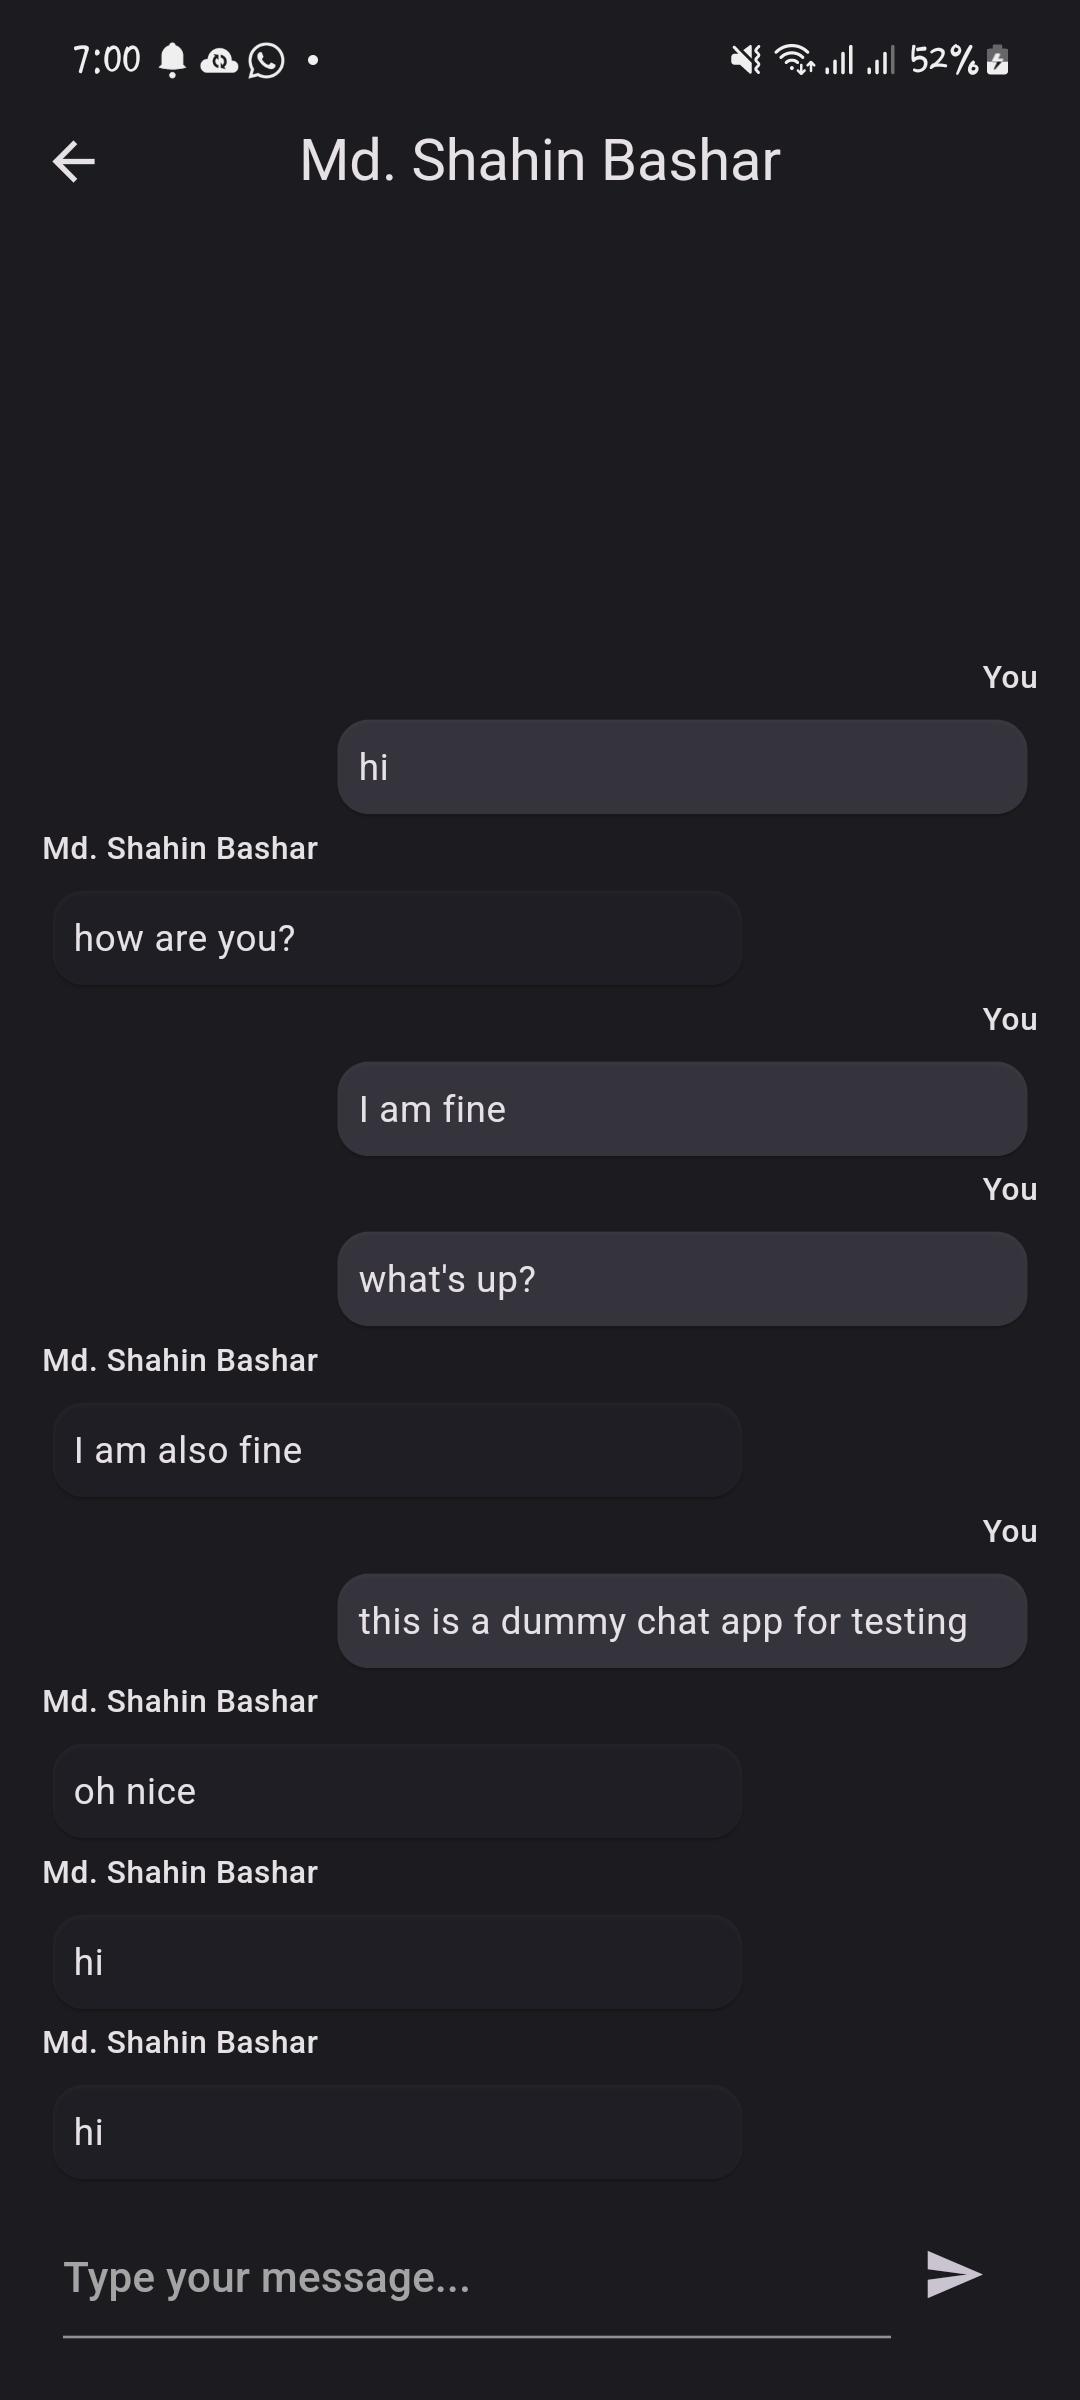 7:00 52%
Md. Shahin Bashar
You
hi
Md. Shahin Bashar
how are you?
You
I am fine
You
what's up?
Md. Shahin Bashar
I am also fine
You
this is a dummy chat app for testing
Md. Shahin Bashar
oh nice
Md. Shahin Bashar
hi
Md. Shahin Bashar
hi
Type your message...